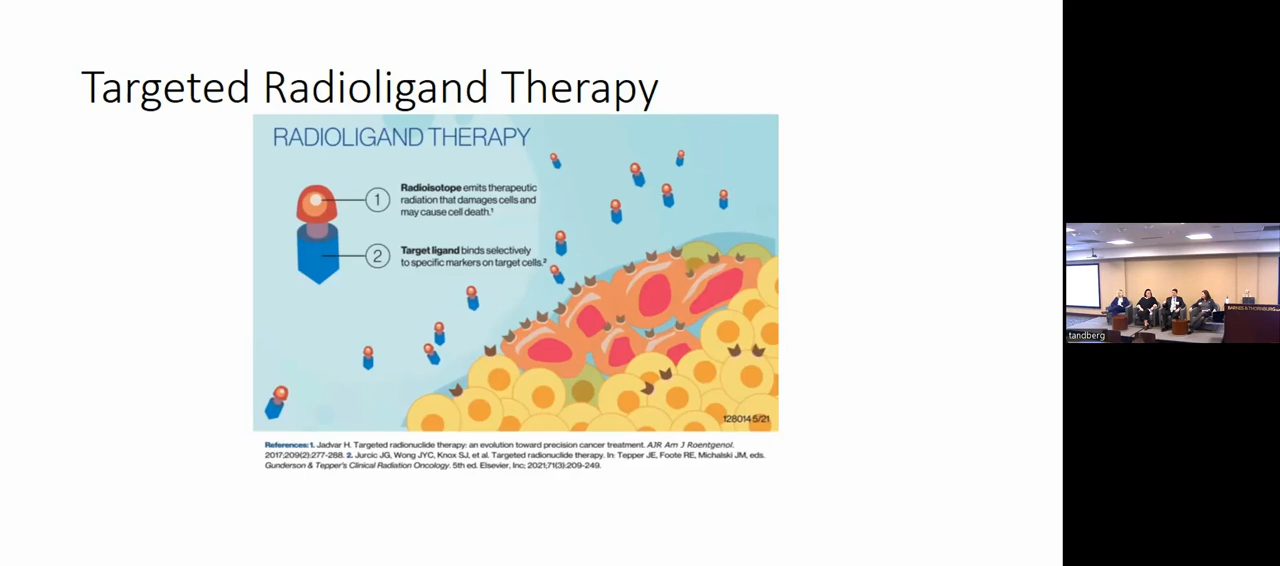 Targeted Radioligand Therapy
RADIOLIGAND THERAPY
1
Radioisotope emits therapeutic
radiation that damages cells and
may cause cell death.¹
2
Target ligand binds selectively
to specific markers on target cells.²
128014 5/21
References: 1. Jadvar H. Targeted radionuclide therapy: an evolution toward precision cancer treatment. AJR Am J Roentgenol.
2017;209(2):277-288. 2. Jurcic JG, Wong JYC, Knox SJ, et al. Targeted radionuclide therapy. In: Tepper JE, Foote RE, Michalski JM, eds.
Gunderson & Tepper's Clinical Radiation Oncology. 5th ed. Elsevier, Inc; 2021;71(3):209-249.
BARNES & THORNBURG
tandberg